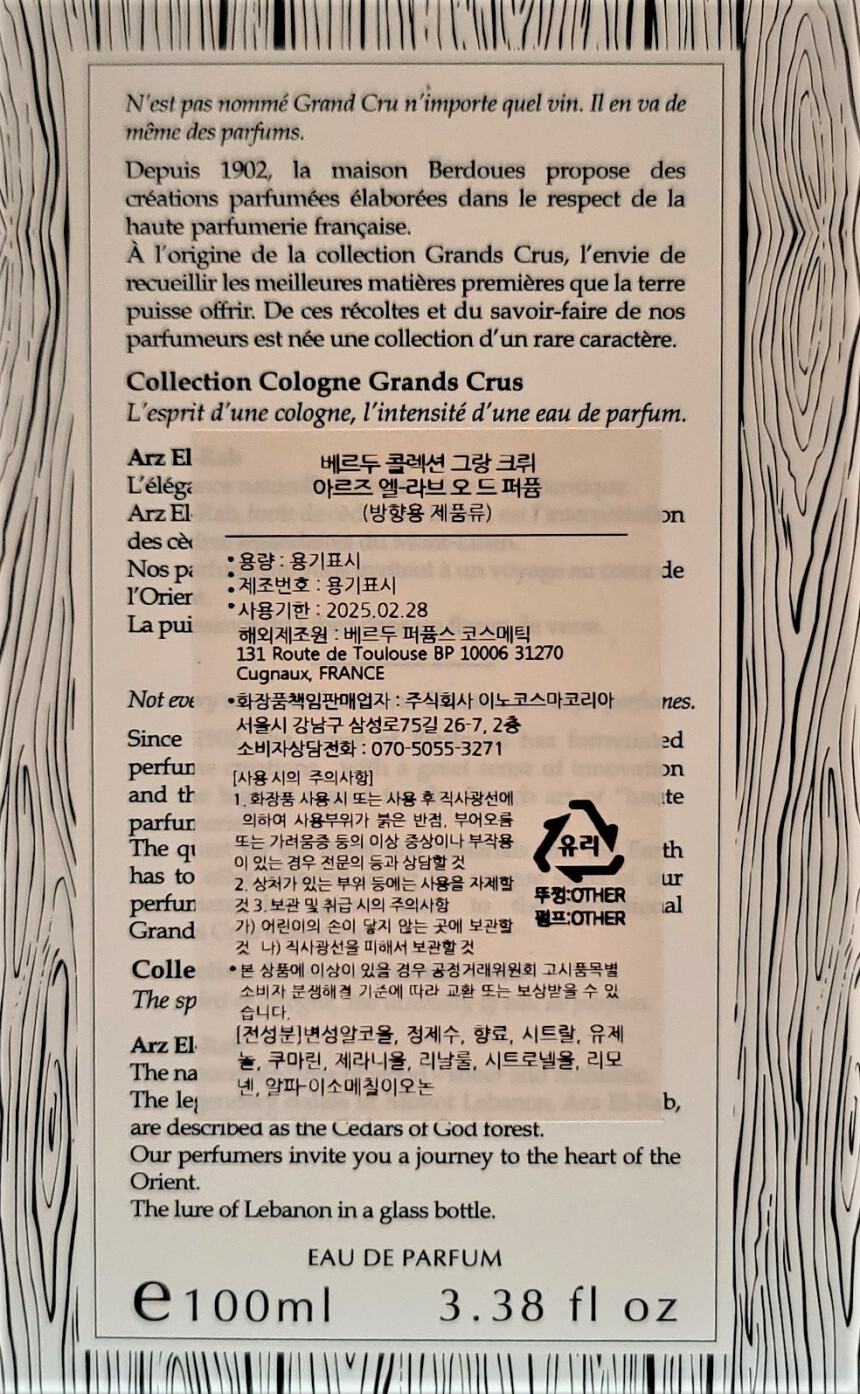 N'est pas nommé Grand Cru n'importe quel vin. Il en va de
même des parfums.
Depuis 1902, la maison Berdoues propose des
créations parfumées élaborées dans le respect de la
haute parfumerie française.
À l'origine de la collection Grands Crus, l'envie de
recueillir les meilleures matières premières que la terre
puisse offrir. De ces récoltes et du savoir-faire de nos
parfumeurs est née une collection d'un rare caractère.
Collection Cologne Grands Crus
L'esprit d'une cologne, l'intensité d'une eau de parfum.
Arz El
베르두 콜렉션 그랑 크뤼
아르즈 엘-라브 오 드 퍼퓸
(방향용 제품류)
• 용량 : 용기표시
• 제조번호 : 용기표시
• 사용기한 : 2025.02.28
해외제조원 : 베르두 퍼퓸스 코스메틱
131 Route de Toulouse BP 10006 31270
Cugnaux, FRANCE
• 화장품책임판매업자 : 주식회사 이노코스마코리아
서울시 강남구 삼성로75길 26-7, 2층
소비자상담전화 : 070-5055-3271
[사용 시의 주의사항]
1. 화장품 사용 시 또는 사용 후 직사광선에
의하여 사용부위가 붉은 반점, 부어오름
또는 가려움증 등의 이상 증상이나 부작용
이 있는 경우 전문의 등과 상담할 것
2. 상처가 있는 부위 등에는 사용을 자제할
것 3. 보관 및 취급 시의 주의사항
가) 어린이의 손이 닿지 않는 곳에 보관할
것 나) 직사광선을 피해서 보관할 것
유리
뚜껑:OTHER
펌프:OTHER
• 본 상품에 이상이 있을 경우 공정거래위원회 고시품목별
소비자 분쟁해결 기준에 따라 교환 또는 보상받을 수 있
습니다.
[전성분]변성알코올, 정제수, 향료, 시트랄, 유제
놀, 쿠마린, 제라니올, 리날룰, 시트로넬올, 리모
넨, 알파-이소메칠이오논
Since
Grand
Arz El
are described as the Cedars of God forest.
Our perfumers invite you a journey to the heart of the
Orient.
The lure of Lebanon in a glass bottle.
EAU DE PARFUM
e100ml 3.38 fl oz